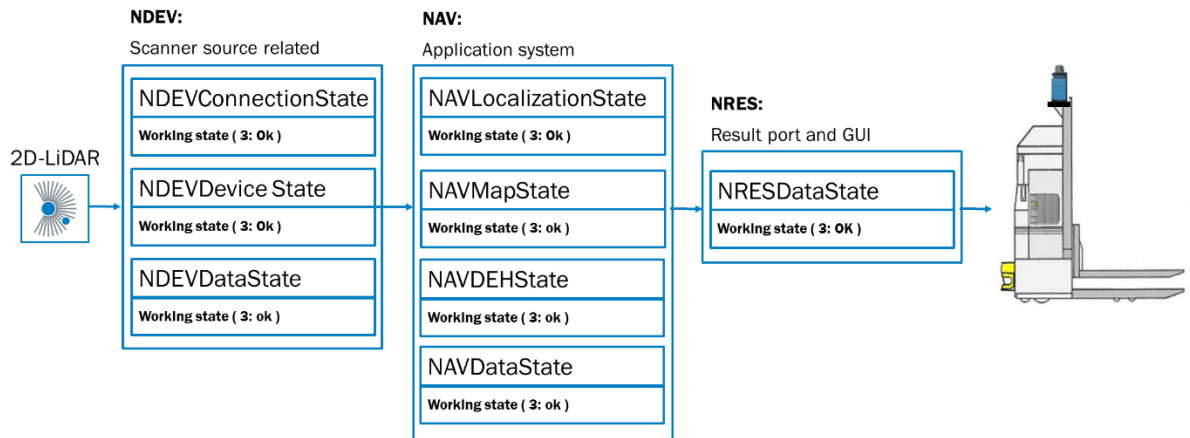 NDEV:
Scanner source related
NDEVConnectionState
Working state ( 3: Ok )
NDEVDevice State
Working state ( 3: Ok )
NDEVDataState
Working state ( 3: ok )
2D-LiDAR
NAV:
Application system
NAVLocalizationState
Working state ( 3: Ok )
NAVMapState
Working state ( 3: ok )
NAVDEHState
Working state ( 3: ok )
NAVDataState
Working state ( 3: ok )
NRES:
Result port and GUI
NRESDataState
Working state ( 3: OK )